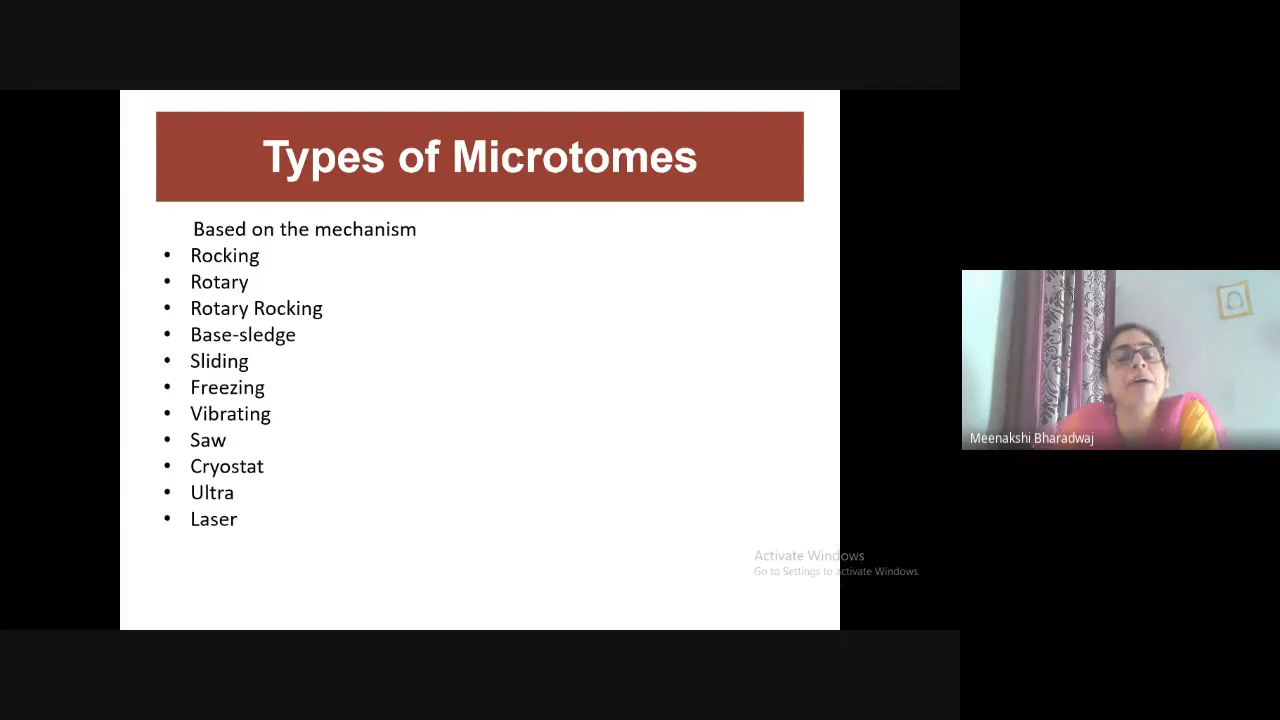 Types of Microtomes
Based on the mechanism
• Rocking
• Rotary
• Rotary Rocking
• Base-sledge
• Sliding
• Freezing
• Vibrating
• Saw
• Cryostat
• Ultra
• Laser
Activate Windows
Go to Settings to activate Windows.
Meenakshi Bharadwaj